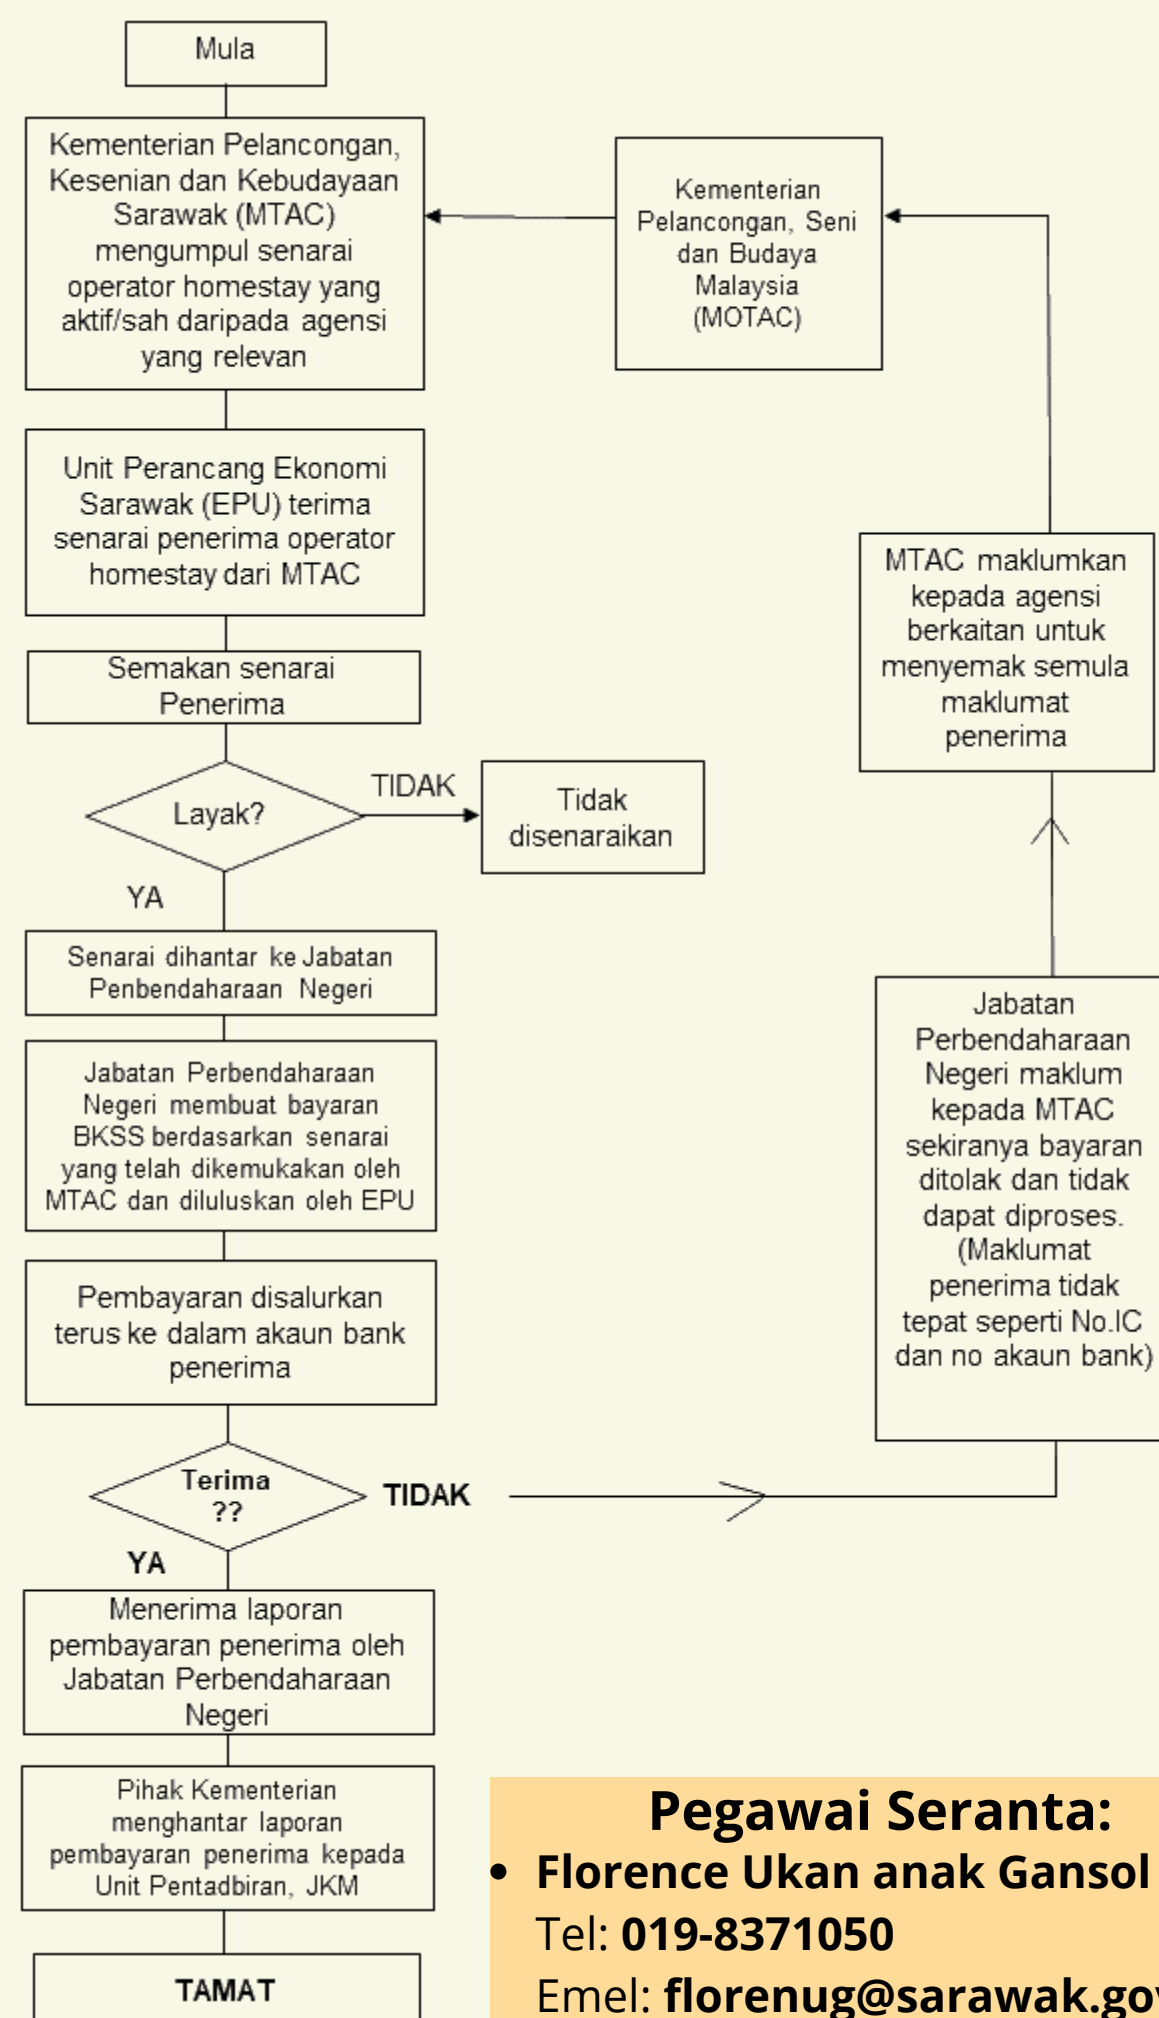 Mula
Kementerian Pelancongan,
Kesenian dan Kebudayaan
Sarawak (MTAC)
mengumpul senarai
operator homestay yang
aktif/sah daripada agensi
yang relevan
Kementerian
Pelancongan, Seni
dan Budaya
Malaysia
(MOTAC)
Unit Perancang Ekonomi
Sarawak (EPU) terima
senarai penerima operator
homestay dari MTAC
MTAC maklumkan
kepada agensi
berkaitan untuk
menyemak semula
maklumat
penerima
Semakan senarai
Penerima
Layak?
TIDAK
Tidak
disenaraikan
YA
Senarai dihantar ke Jabatan
Penbendaharaan Negeri
Jabatan Perbendaharaan
Negeri membuat bayaran
BKSS berdasarkan senarai
yang telah dikemukakan oleh
MTAC dan diluluskan oleh EPU
Jabatan
Perbendaharaan
Negeri maklum
kepada MTAC
sekiranya bayaran
ditolak dan tidak
dapat diproses.
(Maklumat
penerima tidak
tepat seperti No.IC
dan no akaun bank)
Pembayaran disalurkan
terus ke dalam akaun bank
penerima
Terima
??
TIDAK
YA
Menerima laporan
pembayaran penerima oleh
Jabatan Perbendaharaan
Negeri
Pihak Kementerian
menghantar laporan
pembayaran penerima kepada
Unit Pentadbiran, JKM
TAMAT
Pegawai Seranta:
• Florence Ukan anak Gansol
Tel: 019-8371050
Emel: florenug@sarawak.gov